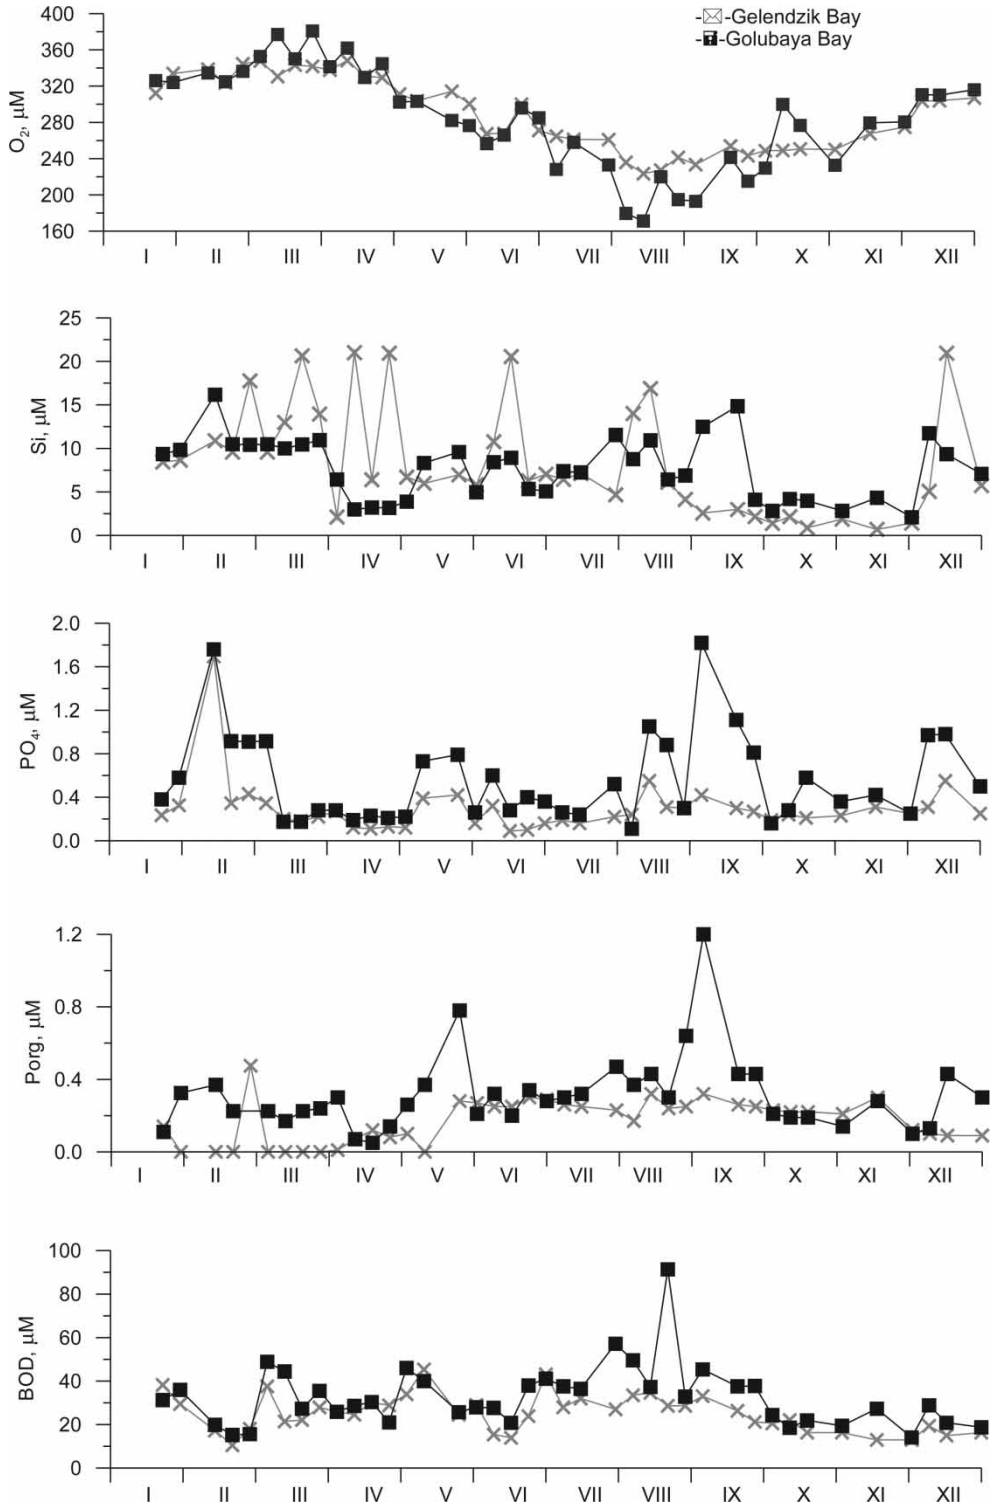 -Gelendzik Bay
-Golubaya Bay
O2, μM
400
360
320
280
240
200
160
I II III IV V VI VII VIII IX X XI XII
Si, μM
25
20
15
10
5
0
I II III IV V VI VII VIII IX X XI XII
PO4, μM
2.0
1.6
1.2
0.8
0.4
0.0
I II III IV V VI VII VIII IX X XI XII
Porg, μM
1.2
0.8
0.4
0.0
I II III IV V VI VII VIII IX X XI XII
BOD, μM
100
80
60
40
20
0
I II III IV V VI VII VIII IX X XI XII